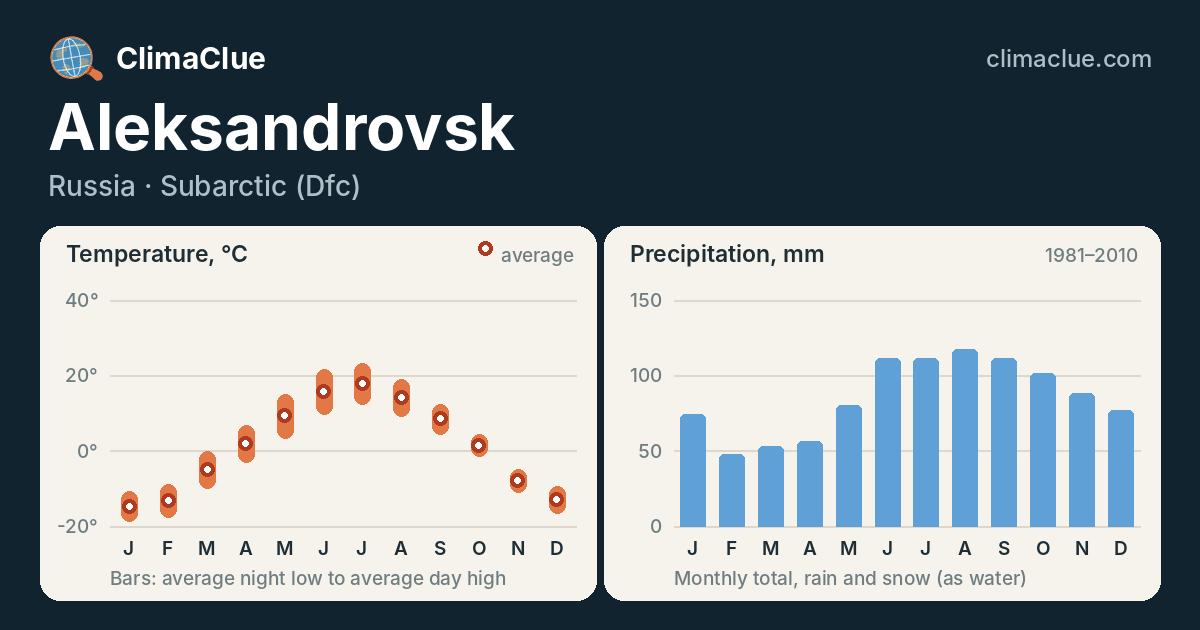 ClimaClue
climaclue.com
Aleksandrovsk
Russia · Subarctic (Dfc)
Temperature, °C
average
40°
20°
0°
-20°
J F M A M J J A S O N D
Bars: average night low to average day high
Precipitation, mm
1981–2010
150
100
50
0
J F M A M J J A S O N D
Monthly total, rain and snow (as water)